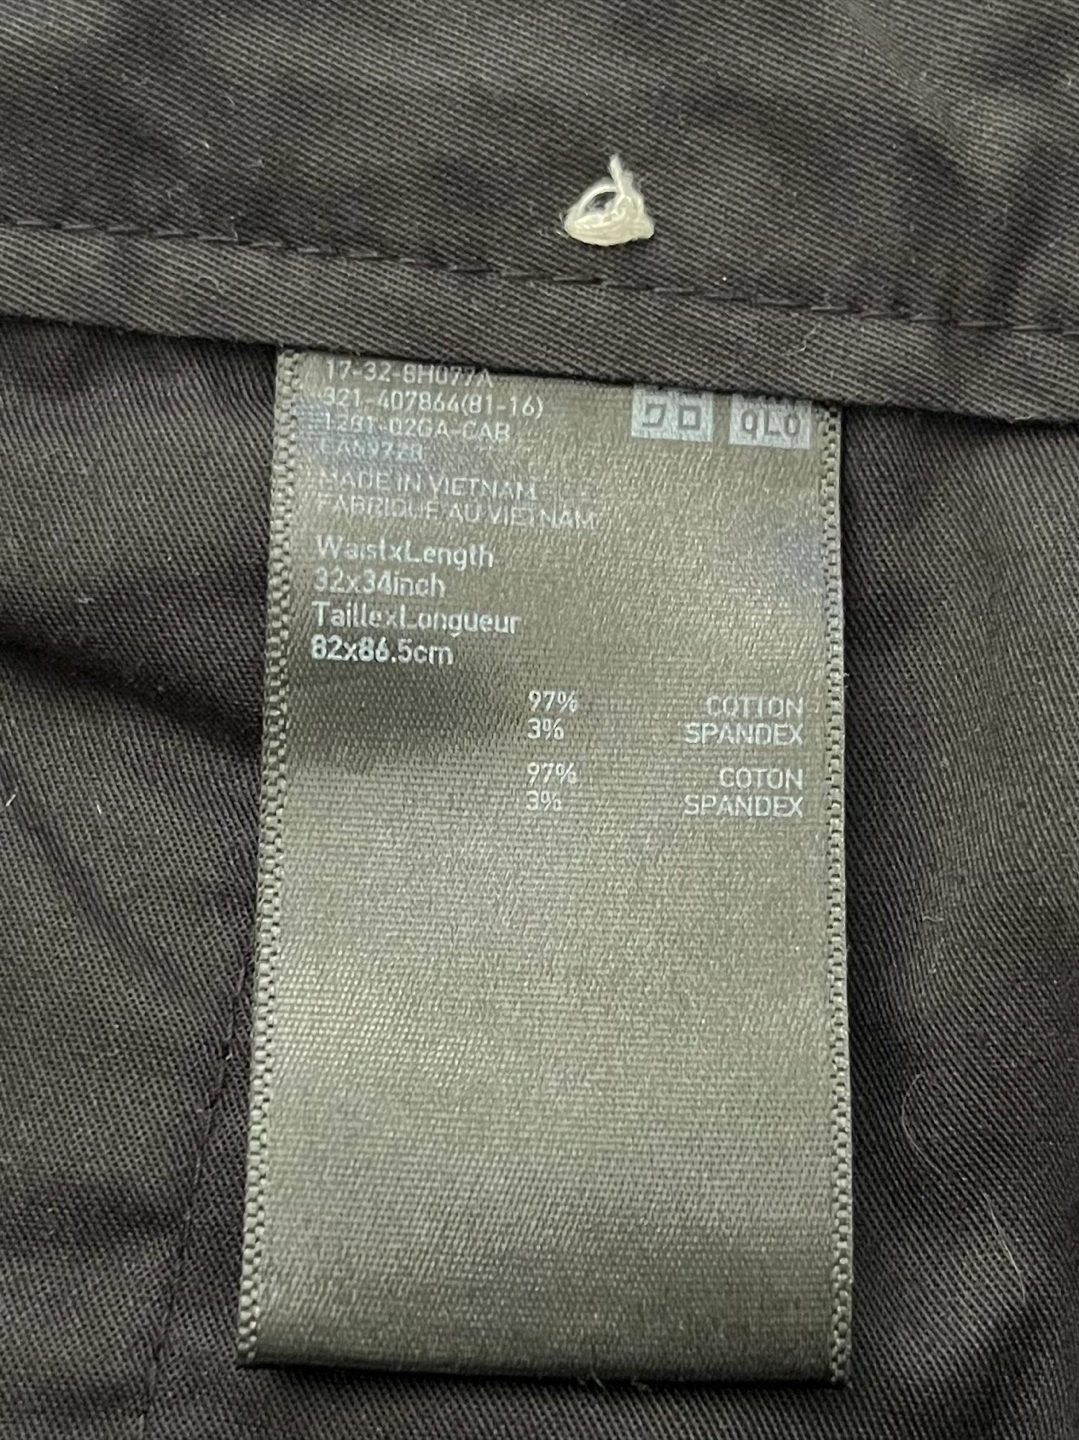 17-32-8H077A
321-407864(81-16)
MADE IN VIETNAM
FABRIQUE AU VIETNAM
WaistxLength
32x34inch
TaillexLongueur
82x86.5cm
QLO
97% COTTON
3% SPANDEX
97% COTON
3% SPANDEX